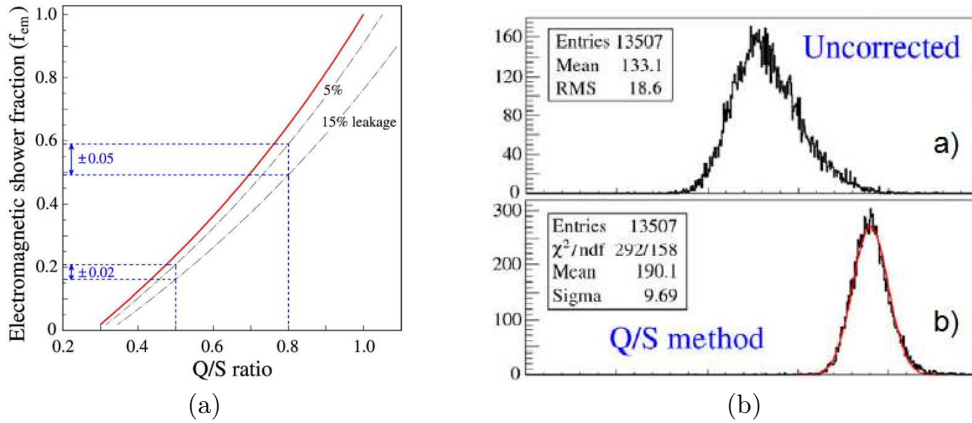 Electromagnetic shower fraction (fem)
1.0
0.8
0.6
0.4
0.2
0
±0.05
±0.02
5%
15% leakage
0.2 0.4 0.6 0.8 1.0
Q/S ratio
(a)
160
120
80
40
0
Entries 13507
Mean 133.1
RMS 18.6
Uncorrected
a)
300
200
100
0
Entries 13507
χ²/ndf 292/158
Mean 190.1
Sigma 9.69
Q/S method
b)
(b)